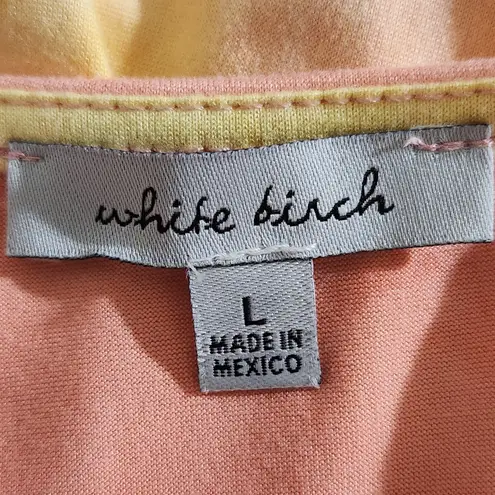 white birch
L
MADE IN
MEXICO